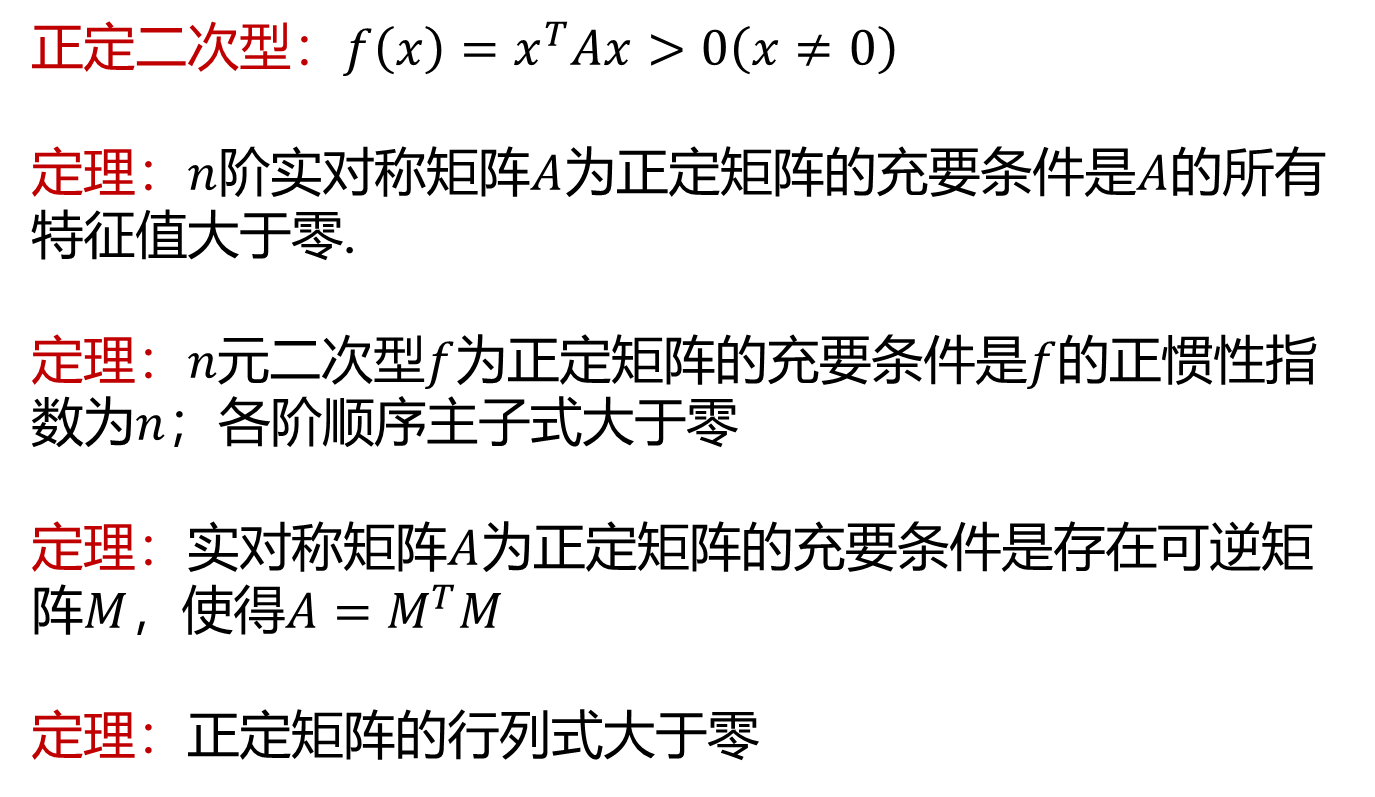 正定二次型：f(x) = x^T Ax > 0(x ≠ 0)
定理：n阶实对称矩阵A为正定矩阵的充要条件是A的所有
特征值大于零.
定理：n元二次型f为正定矩阵的充要条件是f的正惯性指
数为n；各阶顺序主子式大于零
定理：实对称矩阵A为正定矩阵的充要条件是存在可逆矩
阵M，使得A = M^T M
定理：正定矩阵的行列式大于零